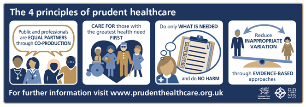 The 4 principles of prudent healthcare
Public and professionals
are EQUAL PARTNERS
through CO-PRODUCTION
CARE FOR those with
the greatest health need
FIRST
Do only WHAT IS NEEDED
and do NO HARM
Reduce
INAPPROPRIATE
VARIATION
through EVIDENCE-BASED
approaches
For further information visit www.prudenthealthcare.org.uk